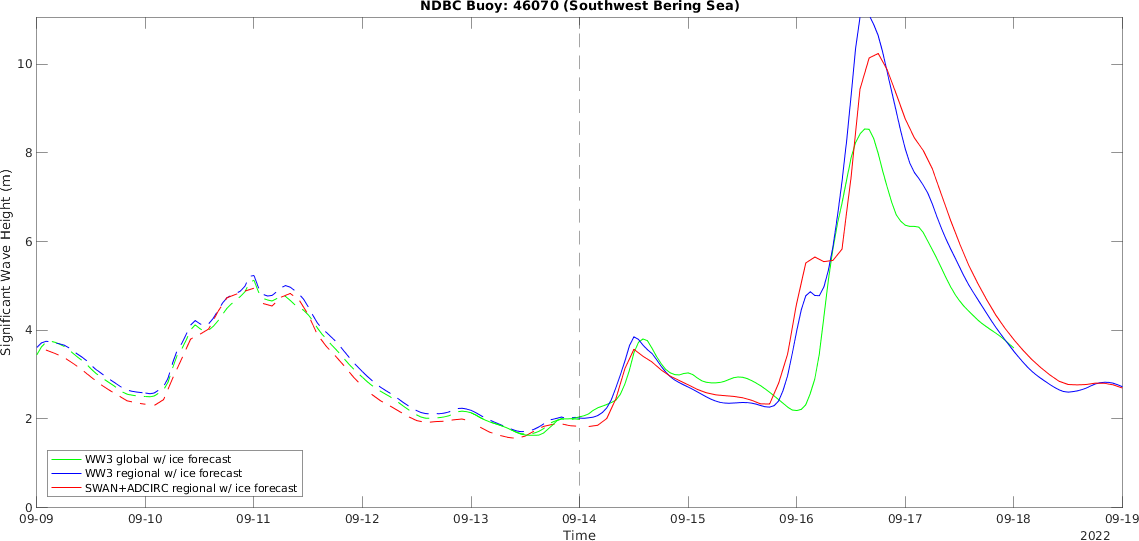 NDBC Buoy: 46070 (Southwest Bering Sea)
Significant Wave Height (m)
10
8
6
4
2
0
WW3 global w/ ice forecast
WW3 regional w/ ice forecast
SWAN+ADCIRC regional w/ ice forecast
09-09 09-10 09-11 09-12 09-13 09-14 09-15 09-16 09-17 09-18 09-19
Time
2022